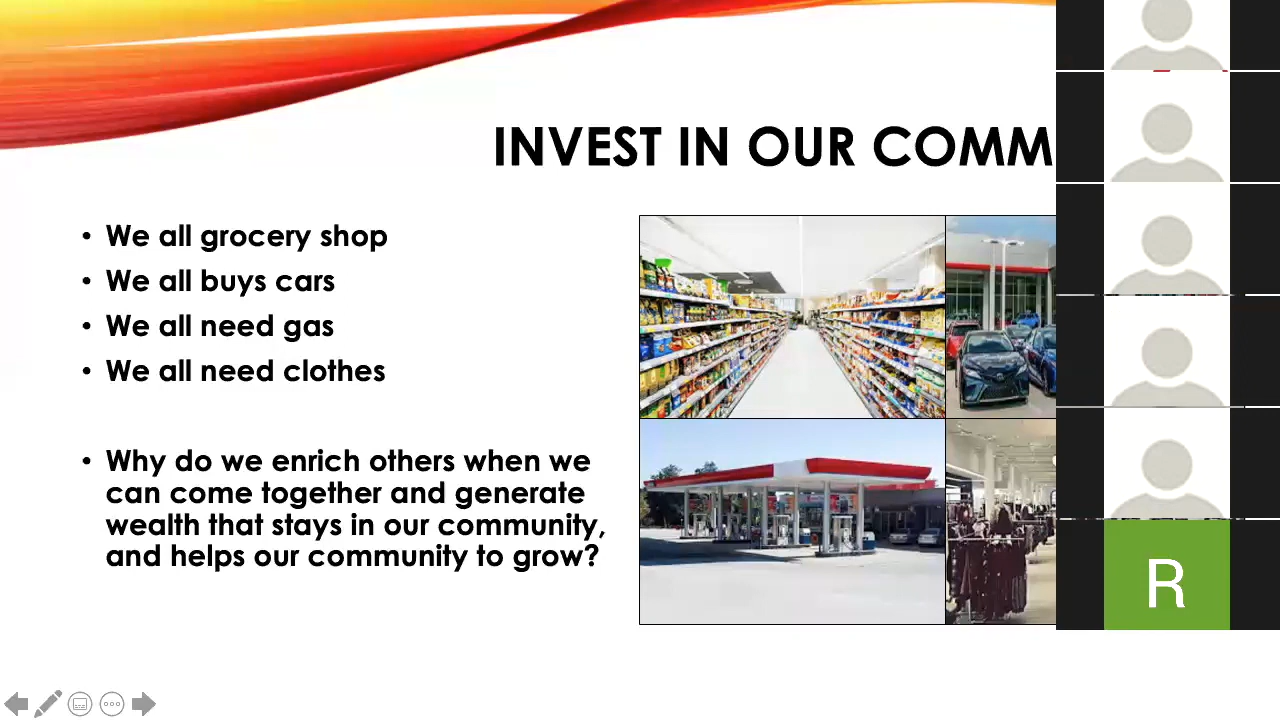 INVEST IN OUR COMM
• We all grocery shop
• We all buys cars
• We all need gas
• We all need clothes
• Why do we enrich others when we
can come together and generate
wealth that stays in our community,
and helps our community to grow?
R